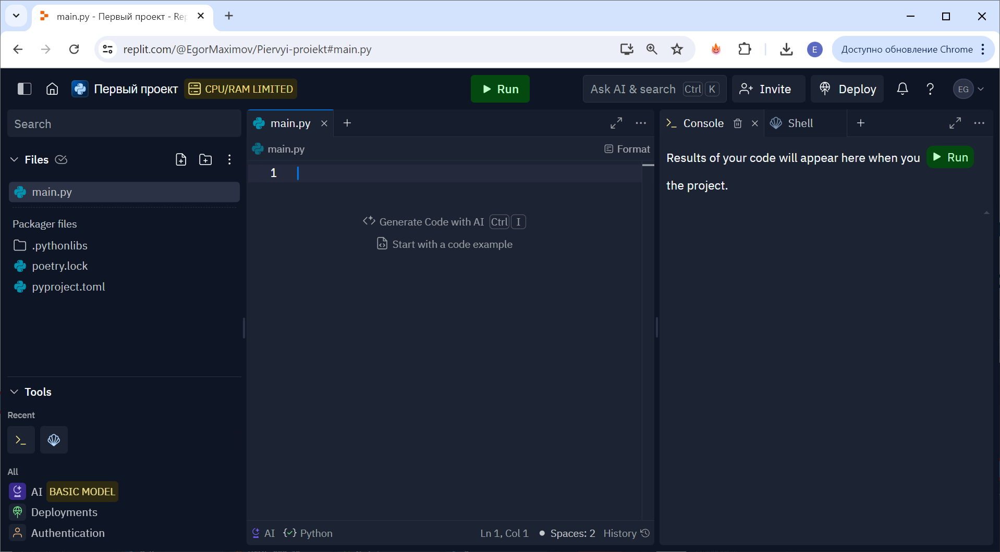 main.py - Первый проект - Rep
replit.com/@EgorMaximov/Piervyi-proiekt#main.py
E
Доступно обновление Chrome
Первый проект
CPU/RAM LIMITED
Run
Ask AI & search Ctrl K
Invite
Deploy
EG
Search
Files
main.py
Packager files
.pythonlibs
poetry.lock
pyproject.toml
Tools
Recent
All
AI BASIC MODEL
Deployments
Authentication
main.py
main.py
Format
1
Generate Code with AI Ctrl I
Start with a code example
AI Python
Ln 1, Col 1 Spaces: 2 History
Console
Shell
Results of your code will appear here when you Run
the project.